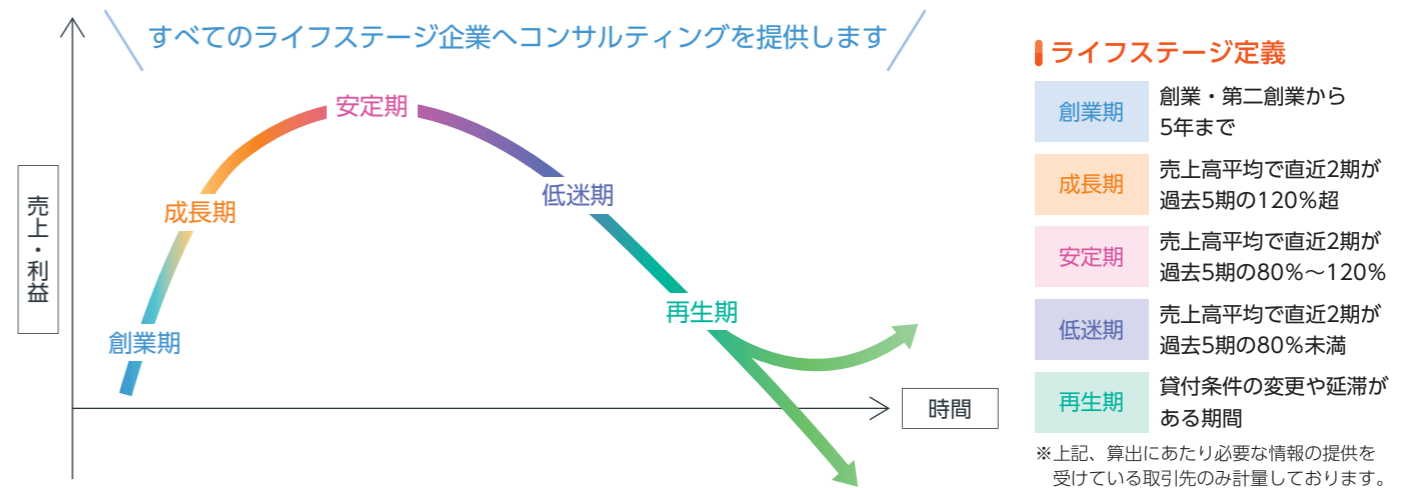 すべてのライフステージ企業へコンサルティングを提供します
売上・利益
安定期
成長期
低迷期
再生期
創業期
時間
ライフステージ定義
創業期
創業・第二創業から
5年まで
成長期
売上高平均で直近2期が
過去5期の120%超
安定期
売上高平均で直近2期が
過去5期の80%～120%
低迷期
売上高平均で直近2期が
過去5期の80%未満
再生期
貸付条件の変更や延滞が
ある期間
※上記、算出にあたり必要な情報の提供を
受けている取引先のみ計量しております。